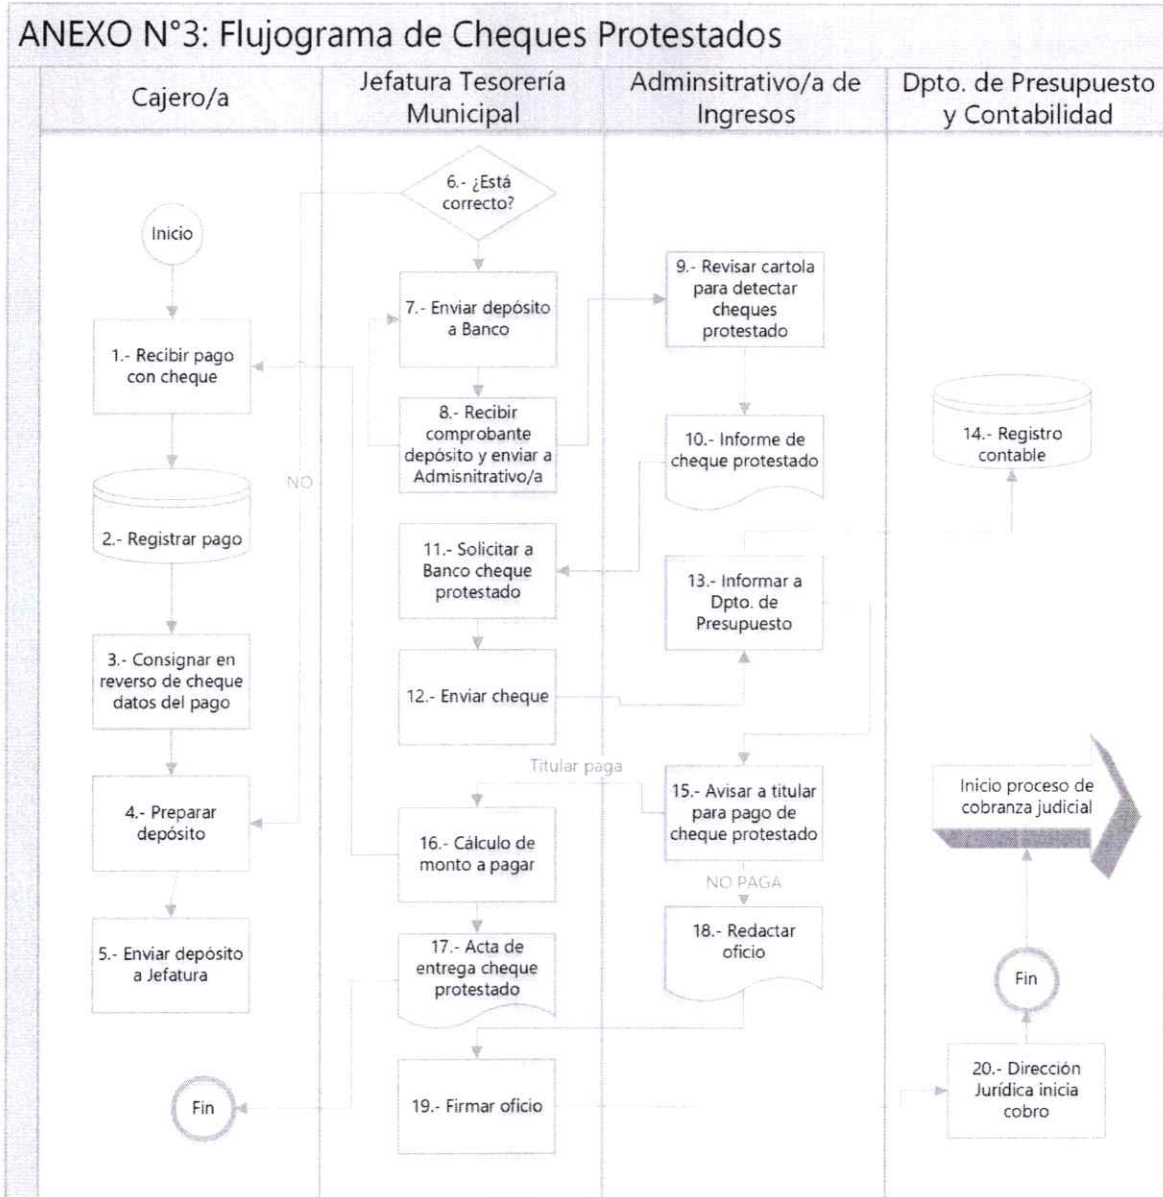 ANEXO N°3: Flujograma de Cheques Protestados
Cajero/a
Jefatura Tesorería
Municipal
Adminsitrativo/a de
Ingresos
Dpto. de Presupuesto
y Contabilidad
Inicio
1.- Recibir pago
con cheque
2.- Registrar pago
3.- Consignar en
reverso de cheque
datos del pago
4.- Preparar
depósito
5.- Enviar depósito
a Jefatura
Fin
6.- ¿Está
correcto?
NO
7.- Enviar depósito
a Banco
8.- Recibir
comprobante
depósito y enviar a
Admisnitrativo/a
9.- Revisar cartola
para detectar
cheques
protestado
10.- Informe de
cheque protestado
11.- Solicitar a
Banco cheque
protestado
12.- Enviar cheque
13.- Informar a
Dpto. de
Presupuesto
14.- Registro
contable
15.- Avisar a titular
para pago de
cheque protestado
Titular paga
16.- Cálculo de
monto a pagar
17.- Acta de
entrega cheque
protestado
NO PAGA
18.- Redactar
oficio
19.- Firmar oficio
20.- Dirección
Jurídica inicia
cobro
Fin
Inicio proceso de
cobranza judicial